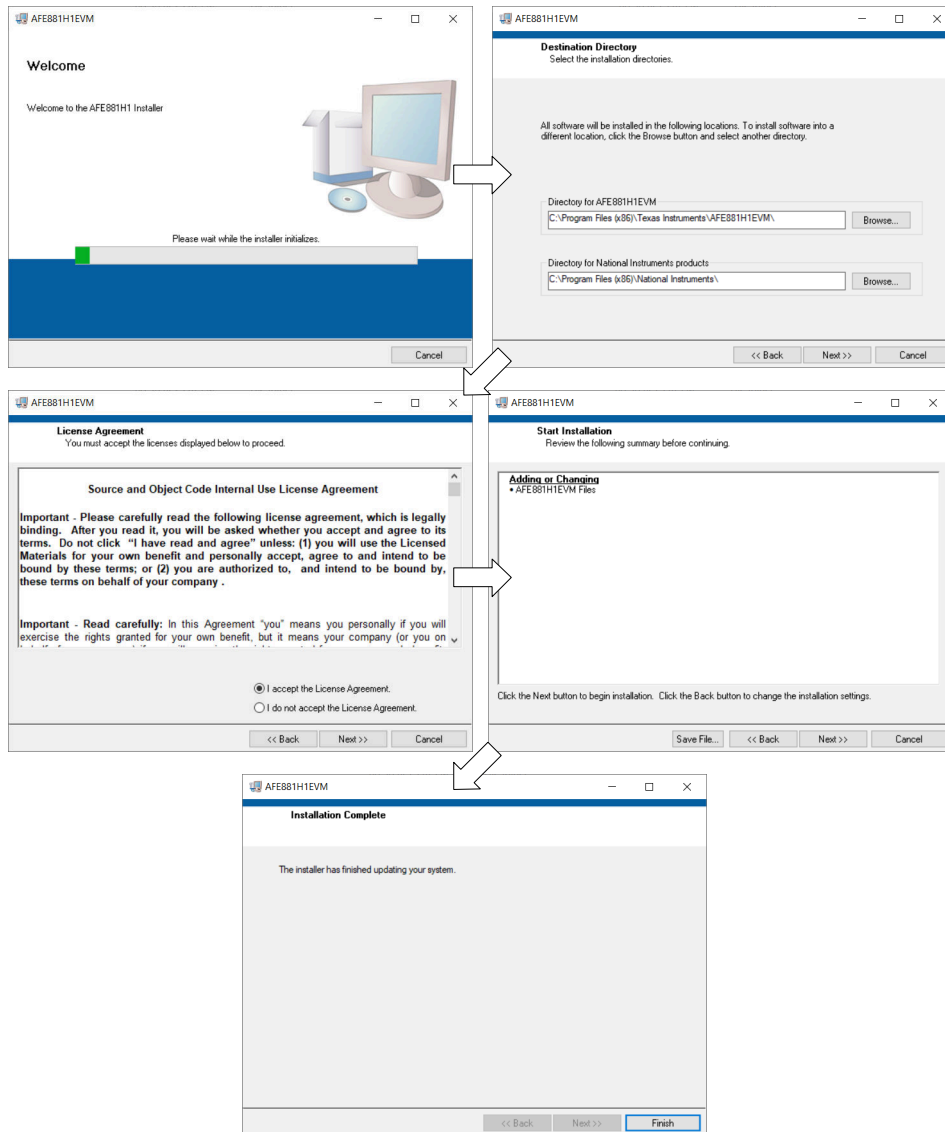 AFE881H1EVM
Welcome
Welcome to the AFE881H1 Installer
Please wait while the installer initializes.
Cancel
AFE881H1EVM
Destination Directory
Select the installation directories.
All software will be installed in the following locations. To install software into a
different location, click the Browse button and select another directory.
Directory for AFE881H1EVM
C:\Program Files (x86)\Texas Instruments\AFE881H1EVM\
Browse...
Directory for National Instruments products
C:\Program Files (x86)\National Instruments\
Browse...
<< Back Next >> Cancel
AFE881H1EVM
License Agreement
You must accept the licenses displayed below to proceed.
Source and Object Code Internal Use License Agreement
Important - Please carefully read the following license agreement, which is legally
binding. After you read it, you will be asked whether you accept and agree to its
terms. Do not click “I have read and agree” unless: (1) you will use the Licensed
Materials for your own benefit and personally accept, agree to and intend to be
bound by these terms; or (2) you are authorized to, and intend to be bound by,
these terms on behalf of your company .
Important - Read carefully: In this Agreement “you” means you personally if you will
exercise the rights granted for your own benefit, but it means your company (or you on
I accept the License Agreement.
I do not accept the License Agreement.
<< Back Next >> Cancel
AFE881H1EVM
Start Installation
Review the following summary before continuing.
Adding or Changing
• AFE881H1EVM Files
Click the Next button to begin installation. Click the Back button to change the installation settings.
Save File... << Back Next >> Cancel
AFE881H1EVM
Installation Complete
The installer has finished updating your system.
<< Back Next >> Finish